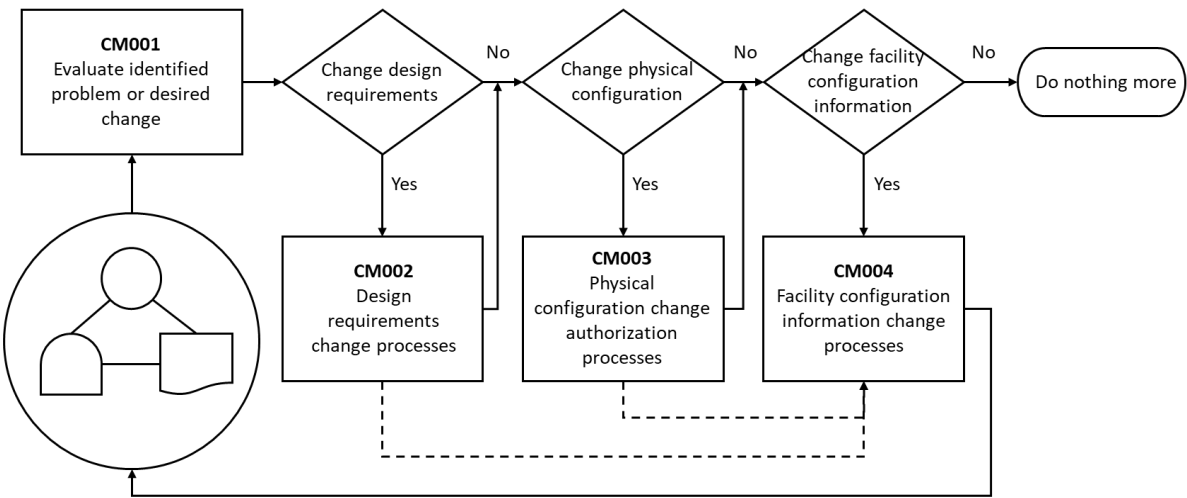 CM001
Evaluate identified
problem or desired
change
Change design
requirements
No
Change physical
configuration
No
Change facility
configuration
information
No
Do nothing more
Yes
Yes
Yes
CM002
Design
requirements
change processes
CM003
Physical
configuration change
authorization
processes
CM004
Facility configuration
information change
processes